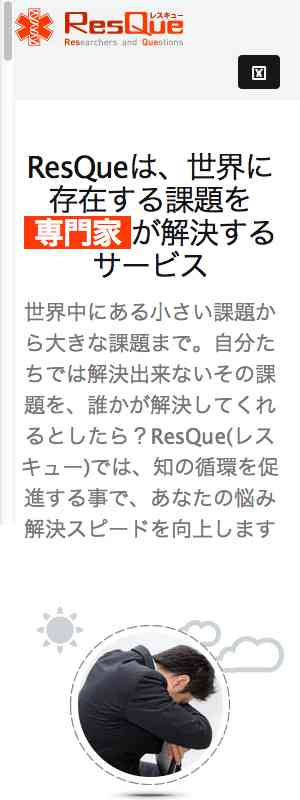 レスキュー
ResQue
Researchers and Questions
ResQueは、世界に
存在する課題を
専門家が解決する
サービス
世界中にある小さい課題か
ら大きな課題まで。自分た
ちでは解決出来ないその課
題を、誰かが解決してくれ
るとしたら？ResQue(レス
キュー)では、知の循環を促
進する事で、あなたの悩み
解決スピードを向上します